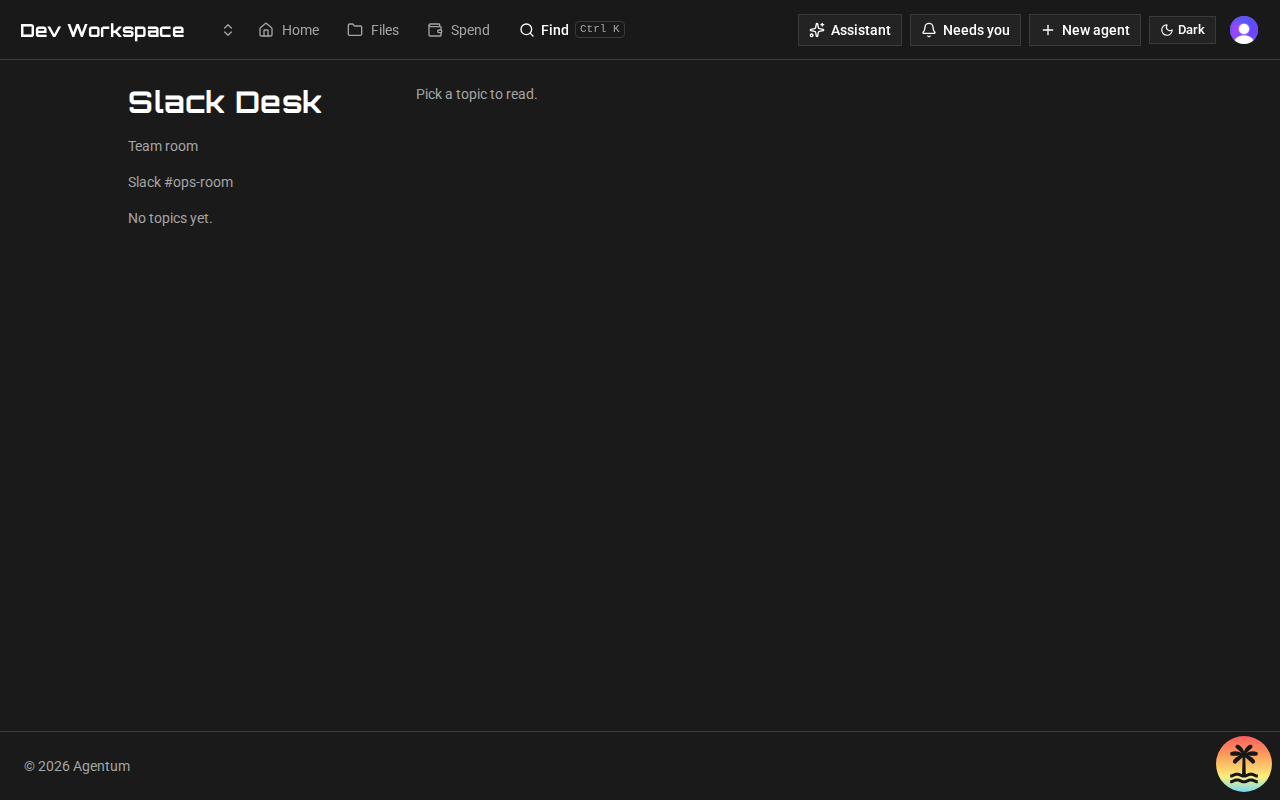 Dev Workspace
Home
Files
Spend
Find Ctrl K
Assistant
Needs you
New agent
Dark
Slack Desk
Team room
Slack #ops-room
No topics yet.
Pick a topic to read.
© 2026 Agentum